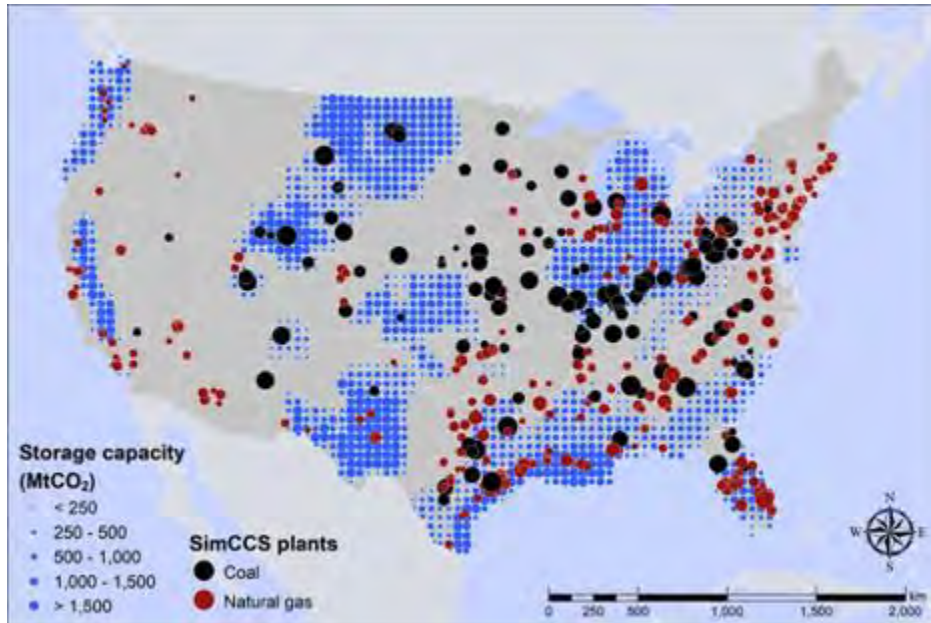 Storage capacity
(MtCO₂)
< 250
250 - 500
500 - 1,000
1,000 - 1,500
> 1,500
SimCCS plants
Coal
Natural gas
N
W E
S
km
0 250 500 1,000 1,500 2,000